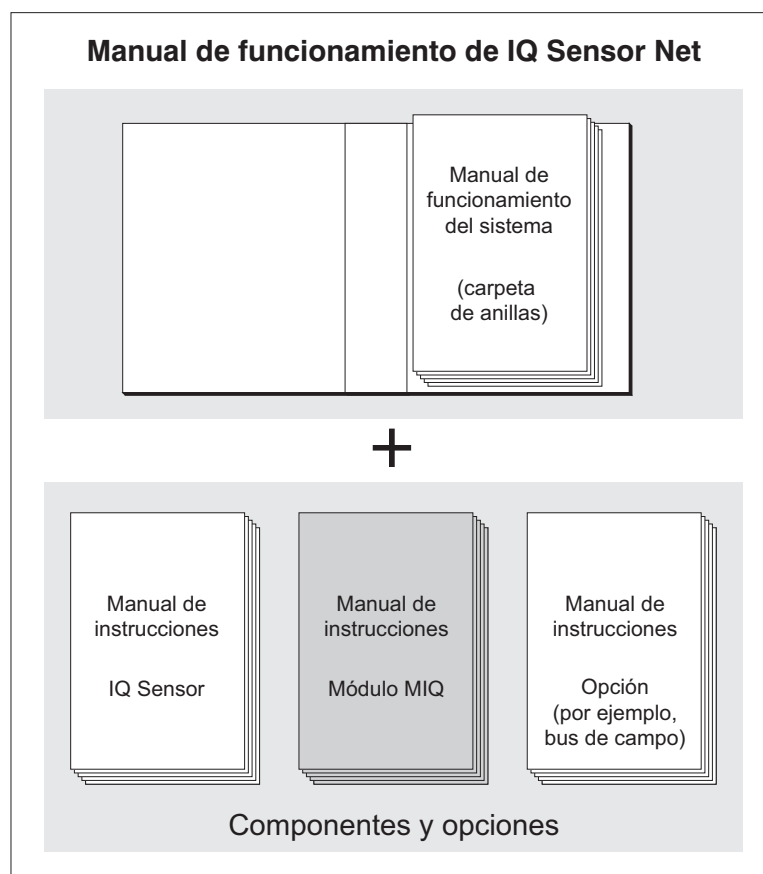 Manual de funcionamiento de IQ Sensor Net
Manual de
funcionamiento
del sistema
(carpeta
de anillas)
+
Manual de
instrucciones
IQ Sensor
Manual de
instrucciones
Módulo MIQ
Manual de
instrucciones
Opción
(por ejemplo,
bus de campo)
Componentes y opciones